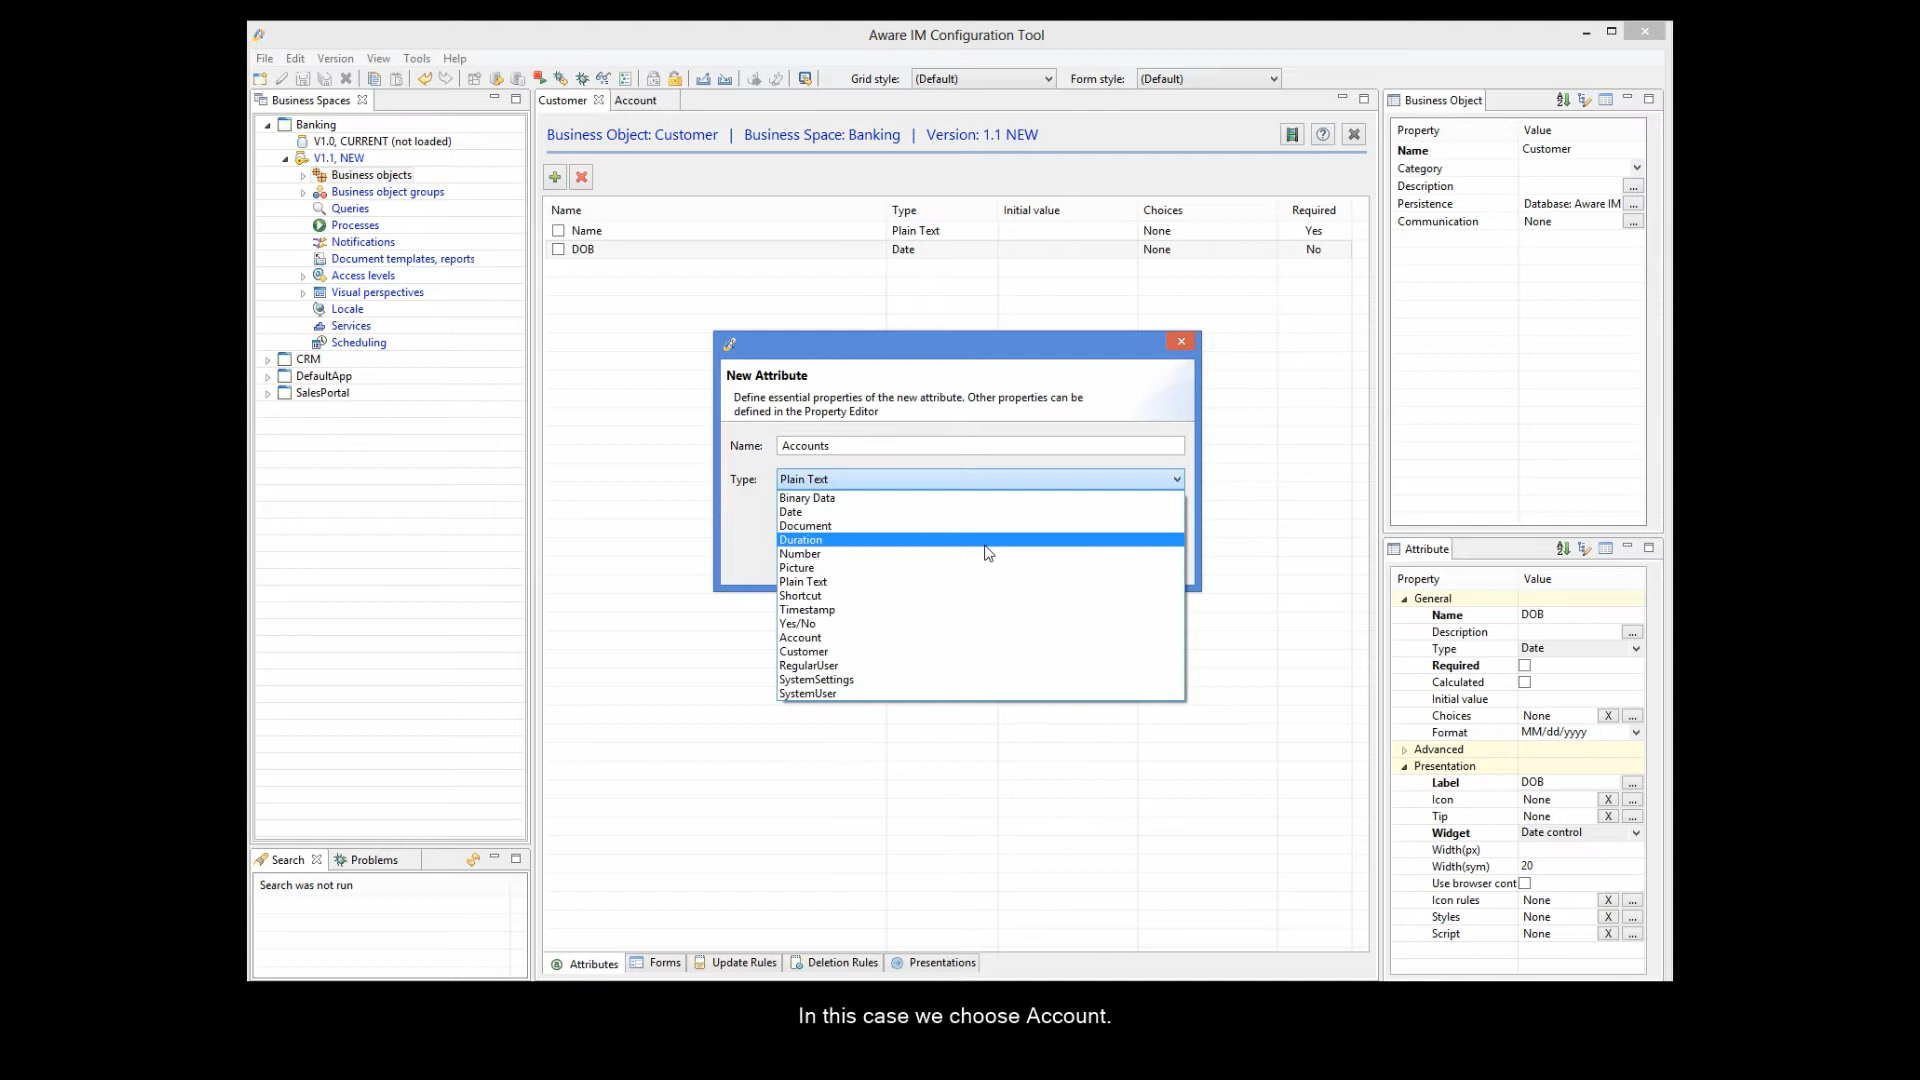 Aware IM Configuration Tool
File Edit Version View Tools Help
Grid style: (Default) Form style: (Default)
Business Spaces
Banking
V1.0, CURRENT (not loaded)
V1.1, NEW
Business objects
Business object groups
Queries
Processes
Notifications
Document templates, reports
Access levels
Visual perspectives
Locale
Services
Scheduling
CRM
DefaultApp
SalesPortal
Search Problems
Search was not run
Customer Account
Business Object: Customer | Business Space: Banking | Version: 1.1 NEW
Name Type Initial value Choices Required
Name Plain Text None Yes
DOB Date None No
New Attribute
Define essential properties of the new attribute. Other properties can be
defined in the Property Editor
Name: Accounts
Type: Plain Text
Binary Data
Date
Document
Duration
Number
Picture
Plain Text
Shortcut
Timestamp
Yes/No
Account
Customer
RegularUser
SystemSettings
SystemUser
Attributes Forms Update Rules Deletion Rules Presentations
Business Object
Property Value
Name Customer
Category
Description ...
Persistence Database: Aware IM ...
Communication None ...
Attribute
Property Value
General
Name DOB
Description ...
Type Date
Required
Calculated
Initial value
Choices None X ...
Format MM/dd/yyyy
Advanced
Presentation
Label DOB ...
Icon None X ...
Tip None X ...
Widget Date control
Width(px)
Width(sym) 20
Use browser cont
Icon rules None X ...
Styles None X ...
Script None X ...
In this case we choose Account.